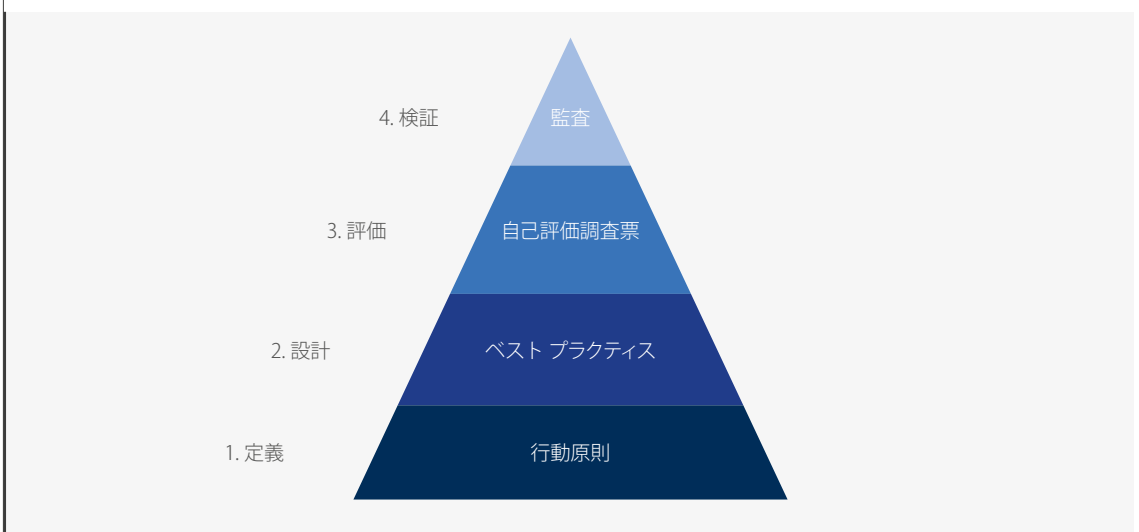 4. 検証
監査
3. 評価
自己評価調査票
2. 設計
ベスト プラクティス
1. 定義
行動原則